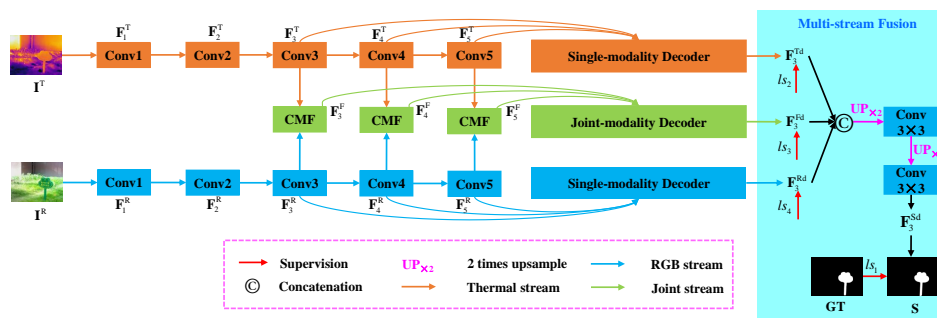 Multi-stream Fusion
F₁ᵀ F₂ᵀ F₃ᵀ F₄ᵀ F₅ᵀ
Conv1 Conv2 Conv3 Conv4 Conv5 Single-modality Decoder F₃ᵀᵈ
Iᵀ
ls₂
CMF CMF CMF F₃ꟳ F₄ꟳ F₅ꟳ Joint-modality Decoder F₃ꟳᵈ © UP×2 Conv 3×3
ls₃
UP×
Conv1 Conv2 Conv3 Conv4 Conv5 Single-modality Decoder F₃ᴿᵈ Conv 3×3
Iᴿ
F₁ᴿ F₂ᴿ F₃ᴿ F₄ᴿ F₅ᴿ
ls₄
F₃ˢᵈ
Supervision UP×2 2 times upsample RGB stream
© Concatenation Thermal stream Joint stream
ls₁
GT S